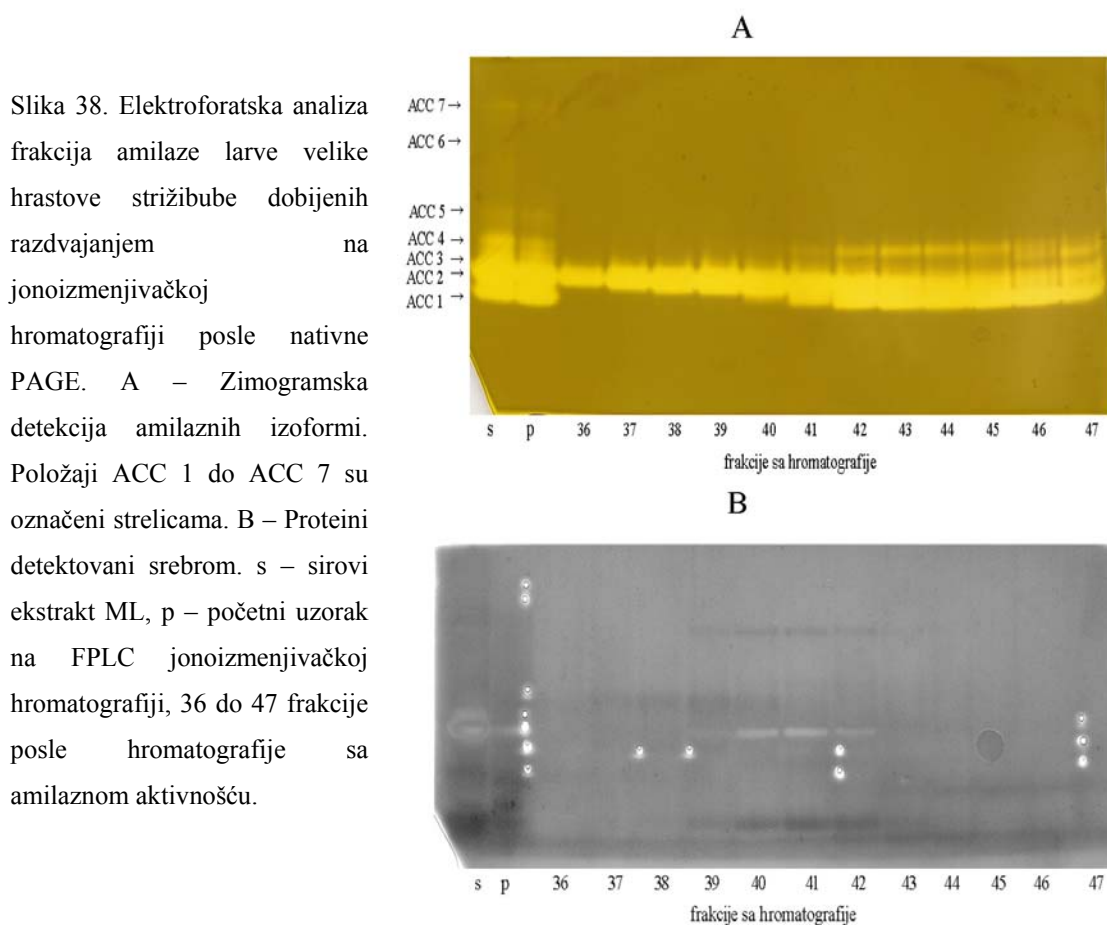 Slika 38. Elektroforatska analiza
frakcija amilaze larve velike
hrastove strižibube dobijenih
razdvajanjem na
jonoizmenjivačkoj
hromatografiji posle nativne
PAGE. A – Zimogramska
detekcija amilaznih izoformi.
Položaji ACC 1 do ACC 7 su
označeni strelicama. B – Proteini
detektovani srebrom. s – sirovi
ekstrakt ML, p – početni uzorak
na FPLC jonoizmenjivačkoj
hromatografiji, 36 do 47 frakcije
posle hromatografije sa
amilaznom aktivnošću.
A
ACC 7→
ACC 6→
ACC 5→
ACC 4→
ACC 3→
ACC 2→
ACC 1→
s p 36 37 38 39 40 41 42 43 44 45 46 47
frakcije sa hromatografije
B
s p 36 37 38 39 40 41 42 43 44 45 46 47
frakcije sa hromatografije